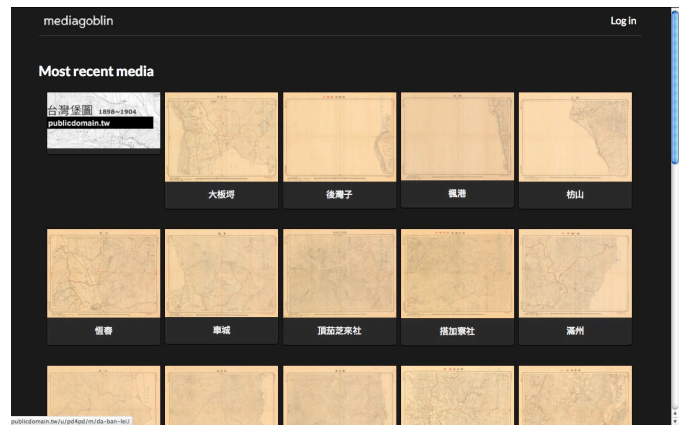 mediagoblin
Log in
Most recent media
台灣堡圖 1898~1904
publicdomain.tw
大板埒
後灣子
楓港
枋山
恆春
車城
頂茄芝來社
搭加寮社
滿州
publicdomain.tw/u/pd4pd/m/da-ban-lei/